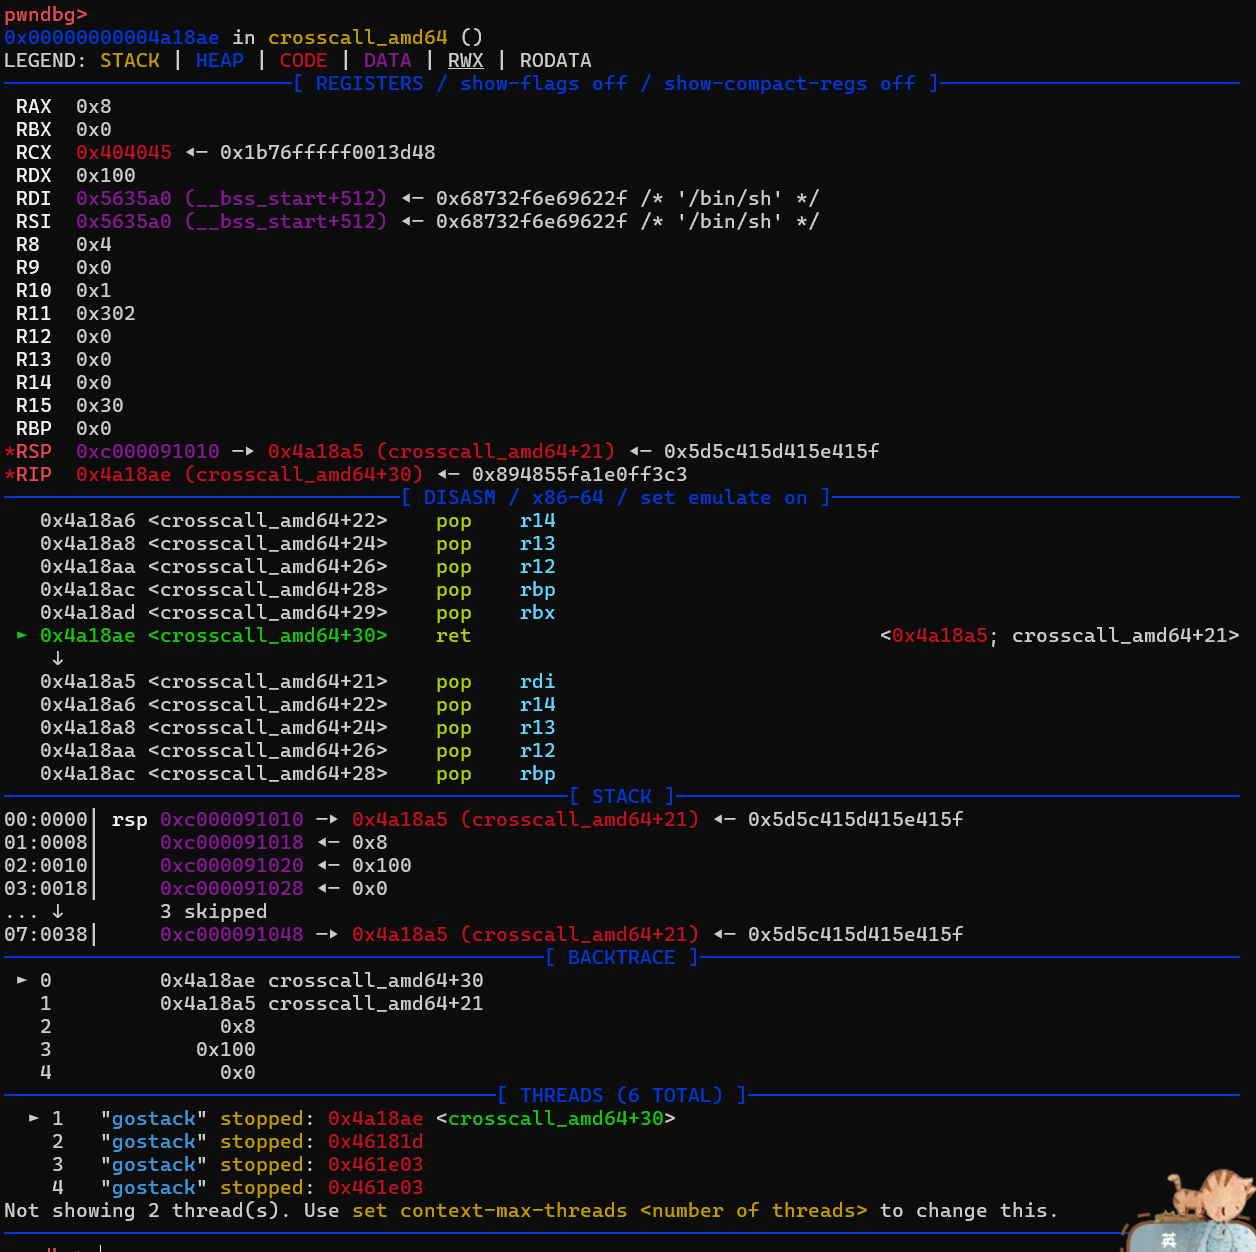 pwndbg>
0x00000000004a18ae in crosscall_amd64 ()
LEGEND: STACK | HEAP | CODE | DATA | RWX | RODATA
[ REGISTERS / show-flags off / show-compact-regs off ]
RAX  0x8
RBX  0x0
RCX  0x404045 ◂— 0x1b76fffff0013d48
RDX  0x100
RDI  0x5635a0 (__bss_start+512) ◂— 0x68732f6e69622f /* '/bin/sh' */
RSI  0x5635a0 (__bss_start+512) ◂— 0x68732f6e69622f /* '/bin/sh' */
R8   0x4
R9   0x0
R10  0x1
R11  0x302
R12  0x0
R13  0x0
R14  0x0
R15  0x30
RBP  0x0
*RSP  0xc000091010 —▸ 0x4a18a5 (crosscall_amd64+21) ◂— 0x5d5c415d415e415f
*RIP  0x4a18ae (crosscall_amd64+30) ◂— 0x894855fa1e0ff3c3
[ DISASM / x86-64 / set emulate on ]
0x4a18a6 <crosscall_amd64+22>    pop    r14
0x4a18a8 <crosscall_amd64+24>    pop    r13
0x4a18aa <crosscall_amd64+26>    pop    r12
0x4a18ac <crosscall_amd64+28>    pop    rbp
0x4a18ad <crosscall_amd64+29>    pop    rbx
► 0x4a18ae <crosscall_amd64+30>    ret    <0x4a18a5; crosscall_amd64+21>
↓
0x4a18a5 <crosscall_amd64+21>    pop    rdi
0x4a18a6 <crosscall_amd64+22>    pop    r14
0x4a18a8 <crosscall_amd64+24>    pop    r13
0x4a18aa <crosscall_amd64+26>    pop    r12
0x4a18ac <crosscall_amd64+28>    pop    rbp
[ STACK ]
00:0000│ rsp 0xc000091010 —▸ 0x4a18a5 (crosscall_amd64+21) ◂— 0x5d5c415d415e415f
01:0008│     0xc000091018 ◂— 0x8
02:0010│     0xc000091020 ◂— 0x100
03:0018│     0xc000091028 ◂— 0x0
... ↓        3 skipped
07:0038│     0xc000091048 —▸ 0x4a18a5 (crosscall_amd64+21) ◂— 0x5d5c415d415e415f
[ BACKTRACE ]
► 0         0x4a18ae crosscall_amd64+30
1         0x4a18a5 crosscall_amd64+21
2              0x8
3            0x100
4              0x0
[ THREADS (6 TOTAL) ]
► 1   "gostack" stopped: 0x4a18ae <crosscall_amd64+30>
2   "gostack" stopped: 0x46181d
3   "gostack" stopped: 0x461e03
4   "gostack" stopped: 0x461e03
Not showing 2 thread(s). Use set context-max-threads <number of threads> to change this.
英